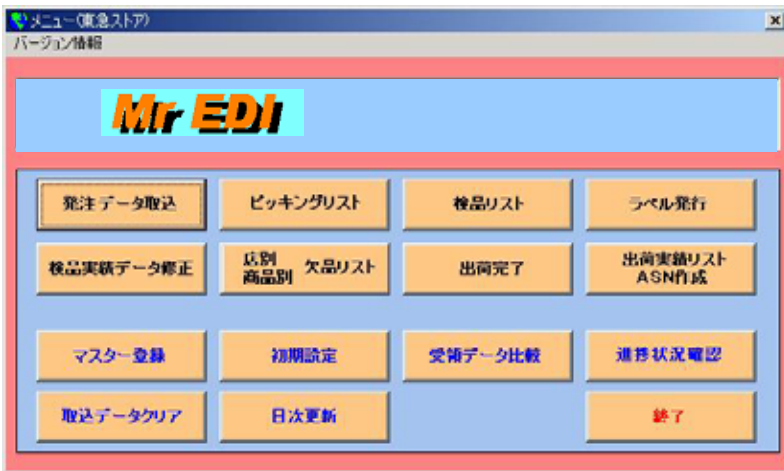 メニュー(東急ストア)
バージョン情報
Mr EDI
発注データ取込
ピッキングリスト
検品リスト
ラベル発行
検品実績データ修正
店別
商品別
欠品リスト
出荷完了
出荷実績リスト
ASN作成
マスター登録
初期設定
受領データ比較
進捗状況確認
取込データクリア
日次更新
終了